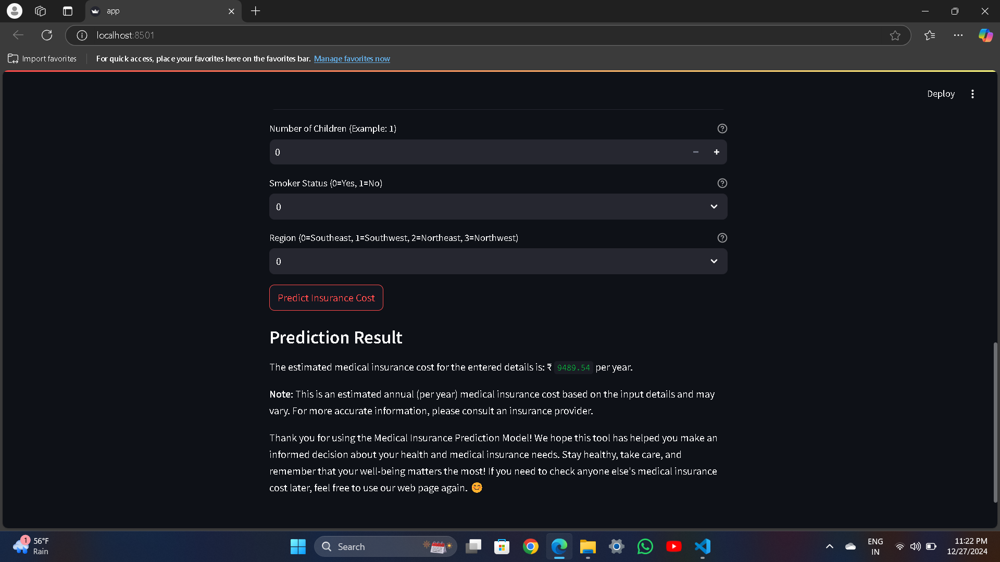 app
localhost:8501
Import favorites
For quick access, place your favorites here on the favorites bar. Manage favorites now
Deploy
Number of Children (Example: 1)
0
Smoker Status (0=Yes, 1=No)
0
Region (0=Southeast, 1=Southwest, 2=Northeast, 3=Northwest)
0
Predict Insurance Cost
Prediction Result
The estimated medical insurance cost for the entered details is: ₹ 9489.54 per year.
Note: This is an estimated annual (per year) medical insurance cost based on the input details and may
vary. For more accurate information, please consult an insurance provider.
Thank you for using the Medical Insurance Prediction Model! We hope this tool has helped you make an
informed decision about your health and medical insurance needs. Stay healthy, take care, and
remember that your well-being matters the most! If you need to check anyone else's medical insurance
cost later, feel free to use our web page again. 😊
1
56°F
Rain
Search
ENG
IN
11:22 PM
12/27/2024